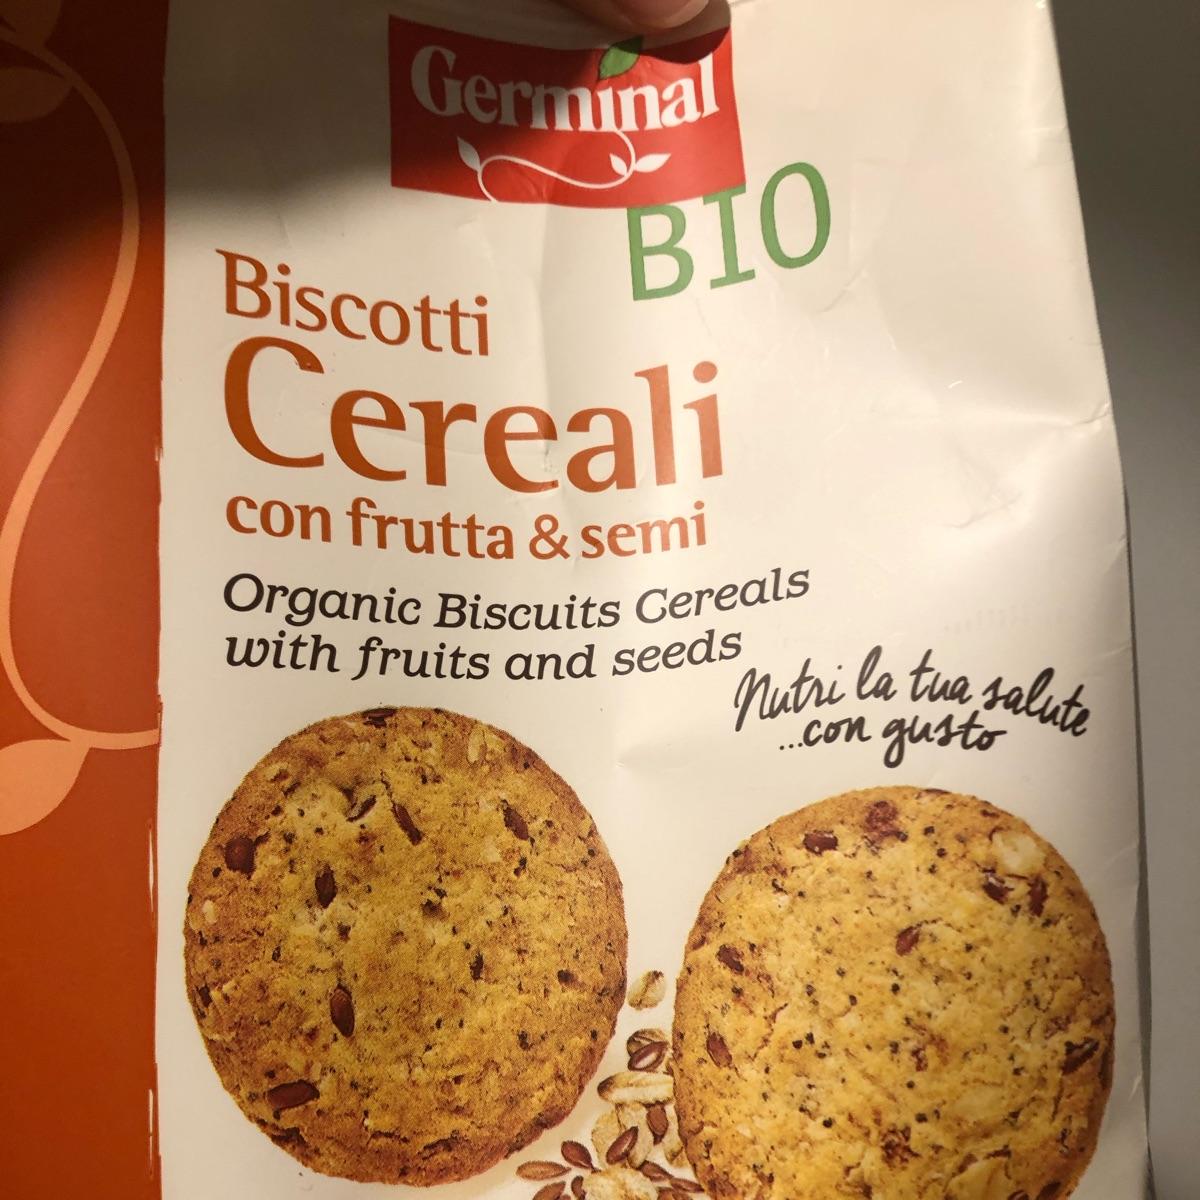 Germinal
BIO
Biscotti
Cereali
con frutta & semi
Organic Biscuits Cereals
with fruits and seeds
Nutri la tua salute
...con gusto